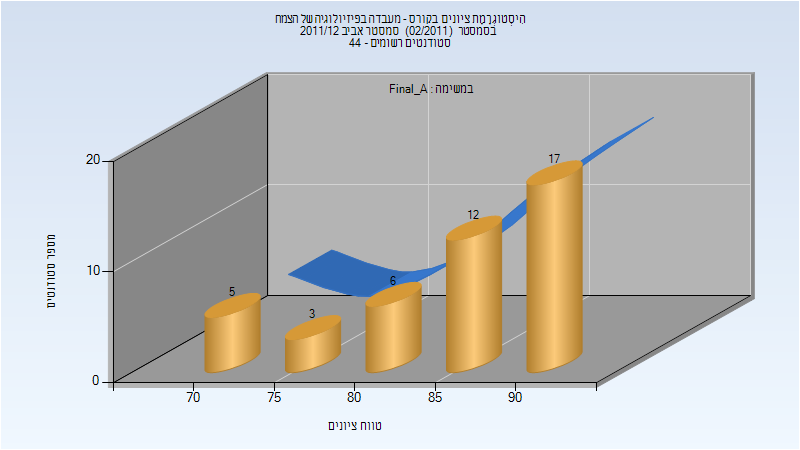 היסטוגרמת ציונים בקורס - מעבדה בפיזיולוגיה של הצמח
בסמסטר (02/2011) סמסטר אביב 2011/12
סטודנטים רשומים - 44
במשימה : Final_A
מספר סטודנטים
20
10
0
5
3
6
12
17
70
75
80
85
90
טווח ציונים